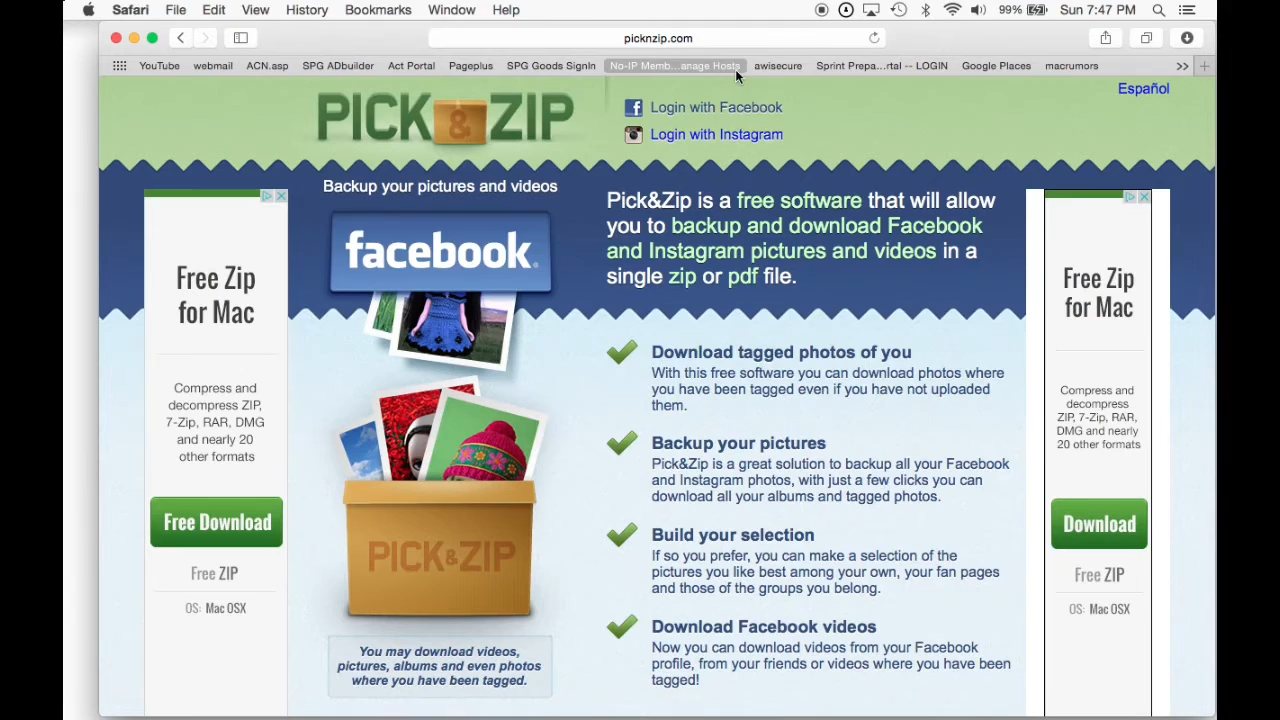 Safari File Edit View History Bookmarks Window Help 99% Sun 7:47 PM
picknzip.com
YouTube webmail ACN.asp SPG ADbuilder Act Portal Pageplus SPG Goods SignIn No-IP Memb...anage Hosts awisecure Sprint Prepa...rtal -- LOGIN Google Places macrumors >>
Español
PICK & ZIP
Login with Facebook
Login with Instagram
Backup your pictures and videos
facebook.
Pick&Zip is a free software that will allow
you to backup and download Facebook
and Instagram pictures and videos in a
single zip or pdf file.
Free Zip
for Mac
Compress and
decompress ZIP,
7-Zip, RAR, DMG
and nearly 20
other formats
Free Download
Free ZIP
OS: Mac OSX
PICK&ZIP
You may download videos,
pictures, albums and even photos
where you have been tagged.
Download tagged photos of you
With this free software you can download photos where
you have been tagged even if you have not uploaded
them.
Backup your pictures
Pick&Zip is a great solution to backup all your Facebook
and Instagram photos, with just a few clicks you can
download all your albums and tagged photos.
Build your selection
If so you prefer, you can make a selection of the
pictures you like best among your own, your fan pages
and those of the groups you belong.
Download Facebook videos
Now you can download videos from your Facebook
profile, from your friends or videos where you have been
tagged!
Free Zip
for Mac
Compress and
decompress
ZIP, 7-Zip, RAR,
DMG and nearly
20 other formats
Download
Free ZIP
OS: Mac OSX